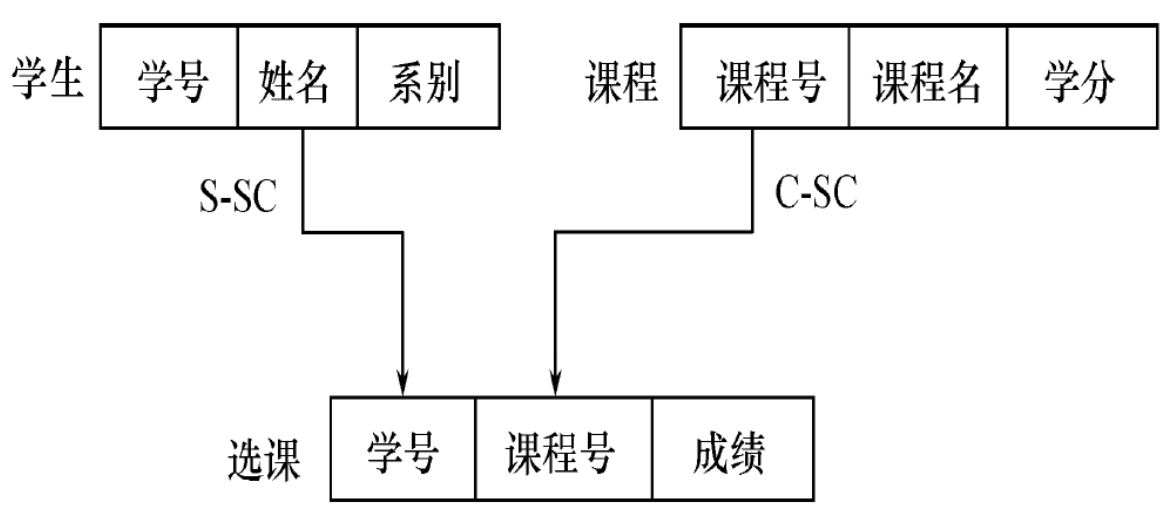 学生 学号 姓名 系别 课程 课程号 课程名 学分
S-SC C-SC
选课 学号 课程号 成绩